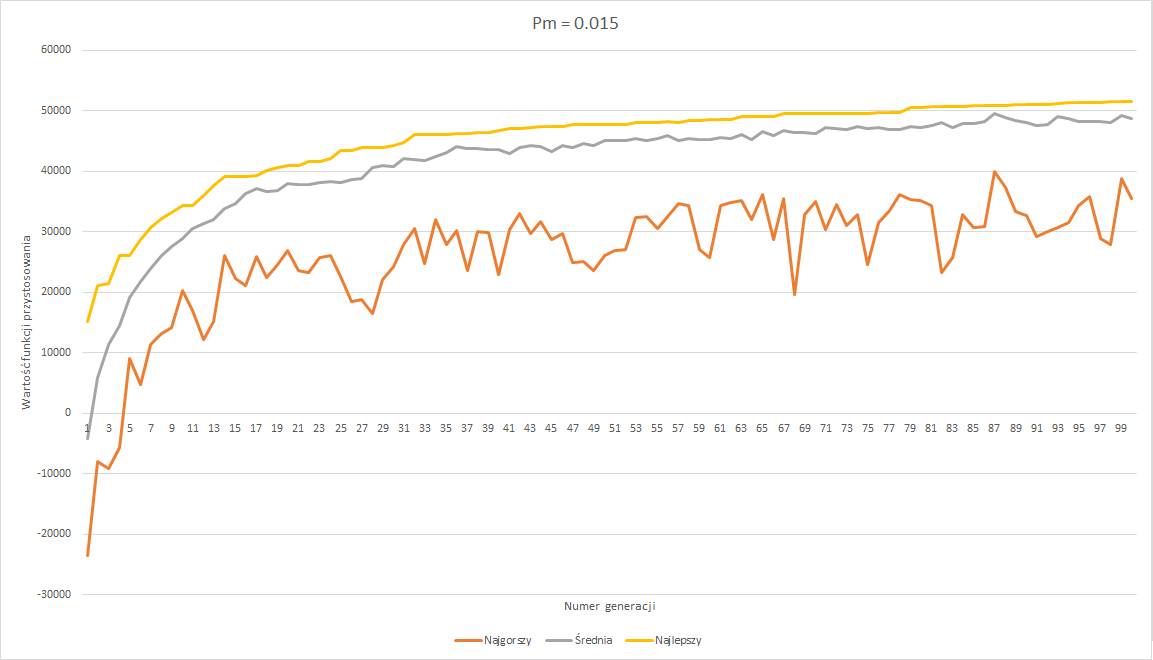 Pm = 0.015
60000
50000
40000
30000
20000
10000
0
-10000
-20000
-30000
Wartość funkcji przystosowania
1 3 5 7 9 11 13 15 17 19 21 23 25 27 29 31 33 35 37 39 41 43 45 47 49 51 53 55 57 59 61 63 65 67 69 71 73 75 77 79 81 83 85 87 89 91 93 95 97 99
Numer generacji
Najgorszy Średnia Najlepszy